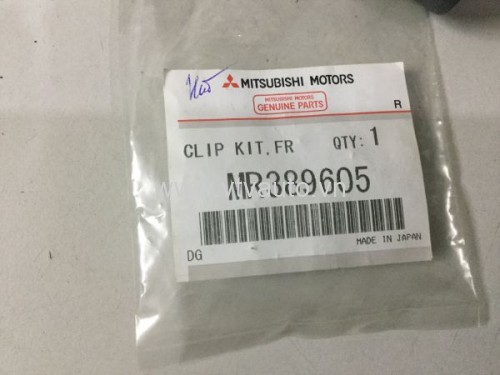 MITSUBISHI MOTORS
MITSUBISHI MOTORS
GENUINE PARTS
R
CLIP KIT, FR QTY: 1
MR389605
MADE IN JAPAN
DG